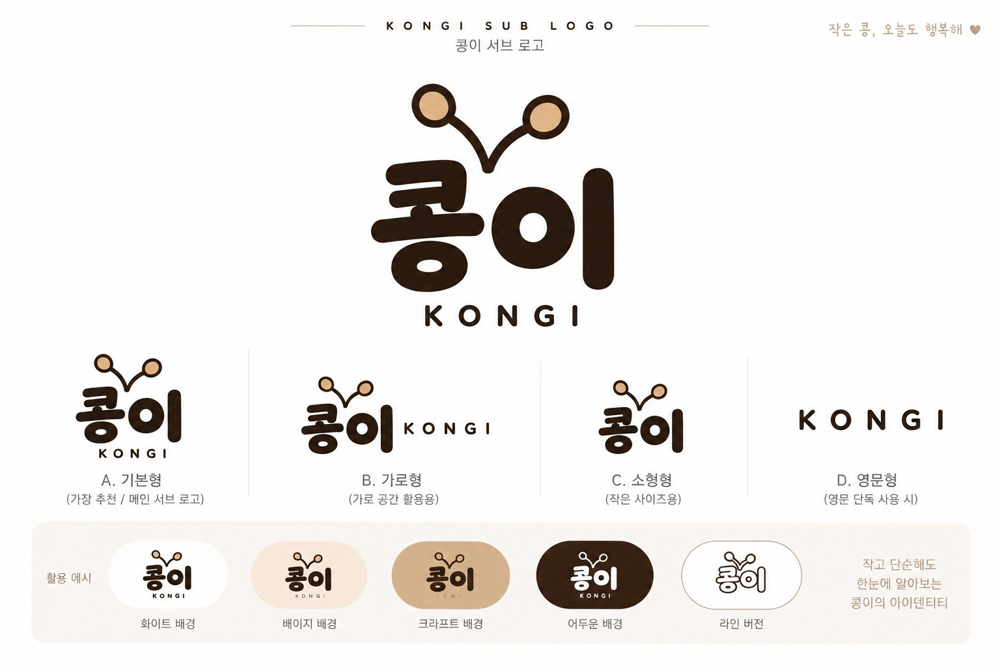 KONGI SUB LOGO
콩이 서브 로고
작은 콩, 오늘도 행복해 ♥
콩이
KONGI
콩이
KONGI
A. 기본형
(가장 추천 / 메인 서브 로고)
콩이 KONGI
B. 가로형
(가로 공간 활용용)
콩이
C. 소형형
(작은 사이즈용)
KONGI
D. 영문형
(영문 단독 사용 시)
활용 예시
콩이
KONGI
화이트 배경
콩이
KONGI
베이지 배경
콩이
KONGI
크라프트 배경
콩이
KONGI
어두운 배경
콩이
라인 버전
작고 단순해도
한눈에 알아보는
콩이의 아이덴티티